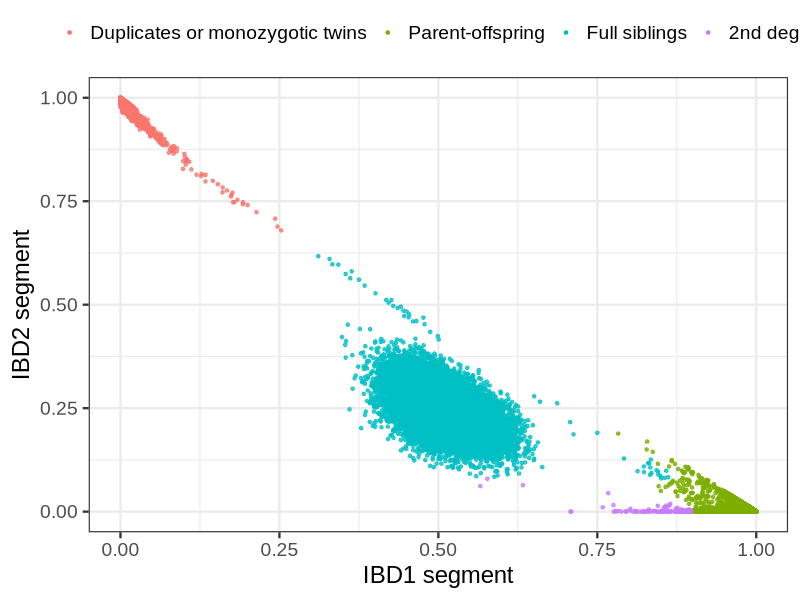 Duplicates or monozygotic twins Parent-offspring Full siblings 2nd deg
1.00
0.75
0.50
0.25
0.00
IBD2 segment
0.00 0.25 0.50 0.75 1.00
IBD1 segment